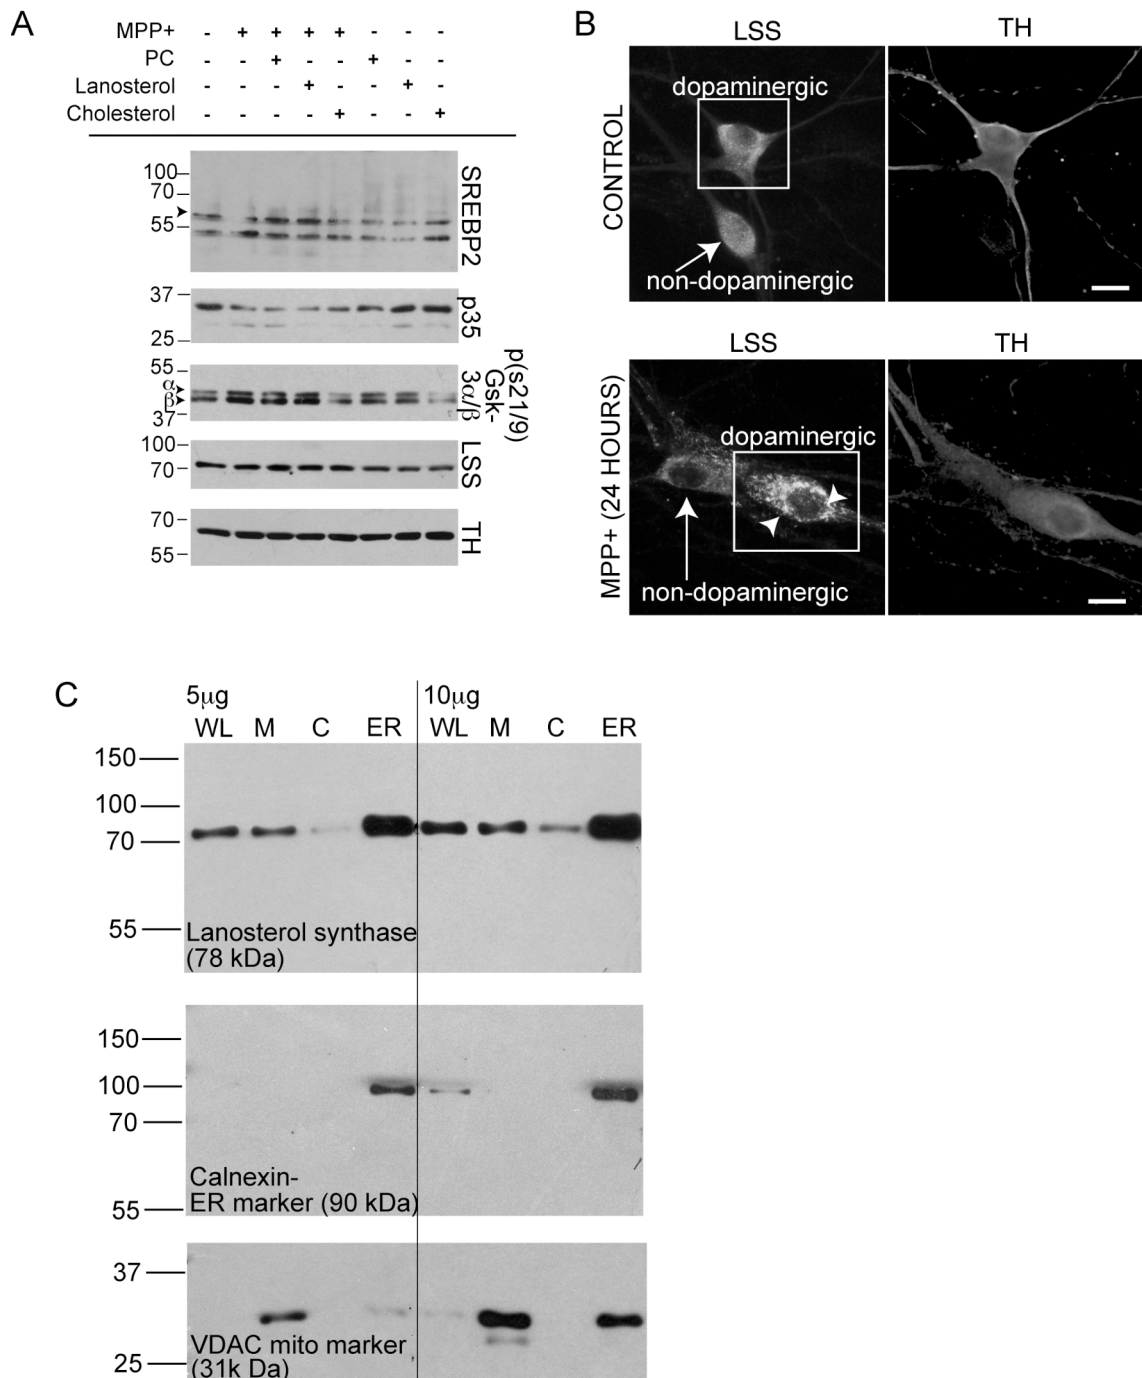 A
MPP+ - + + + + - - -
PC - - + - - + - -
Lanosterol - - - + - - + -
Cholesterol - - - - + - - +
100
70
55
SREBP2
37
25
p35
55
α
β
37
p(s21/9)
Gsk-
3α/β
100
70
LSS
70
55
TH
B
LSS TH
CONTROL
dopaminergic
non-dopaminergic
LSS TH
MPP+ (24 HOURS)
dopaminergic
non-dopaminergic
C
5µg 10µg
WL M C ER WL M C ER
150
100
70
55
Lanosterol synthase
(78 kDa)
150
100
70
55
Calnexin-
ER marker (90 kDa)
37
25
VDAC mito marker
(31k Da)